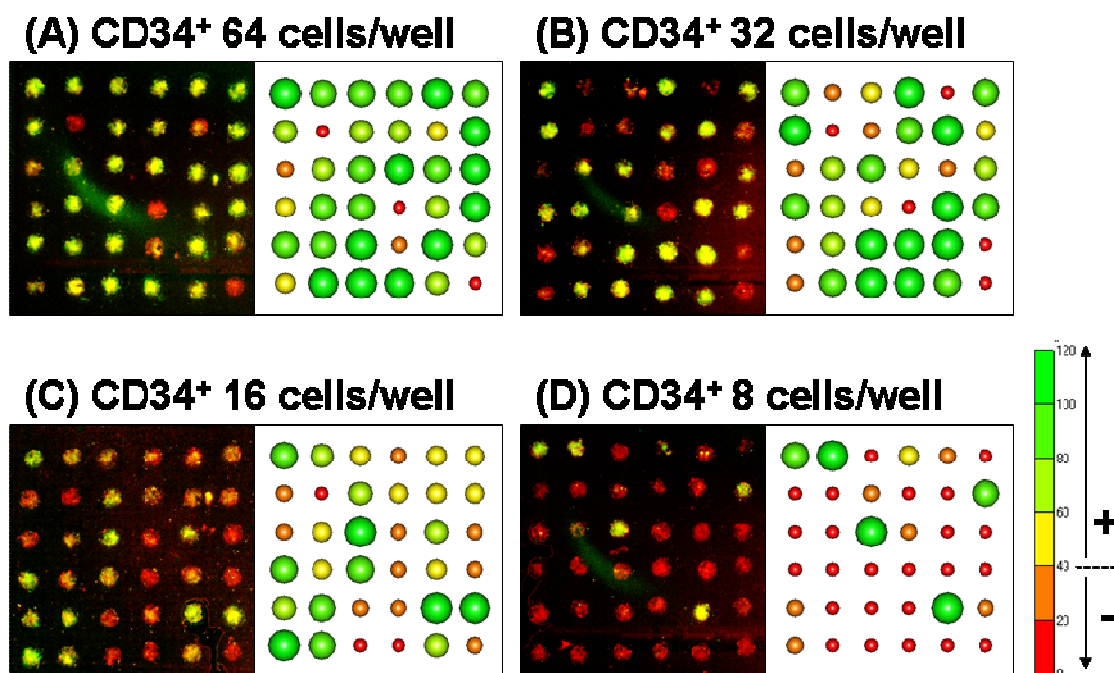 (A) CD34⁺ 64 cells/well
(B) CD34⁺ 32 cells/well
(C) CD34⁺ 16 cells/well
(D) CD34⁺ 8 cells/well
120
100
80
60
40
20
0
+
-